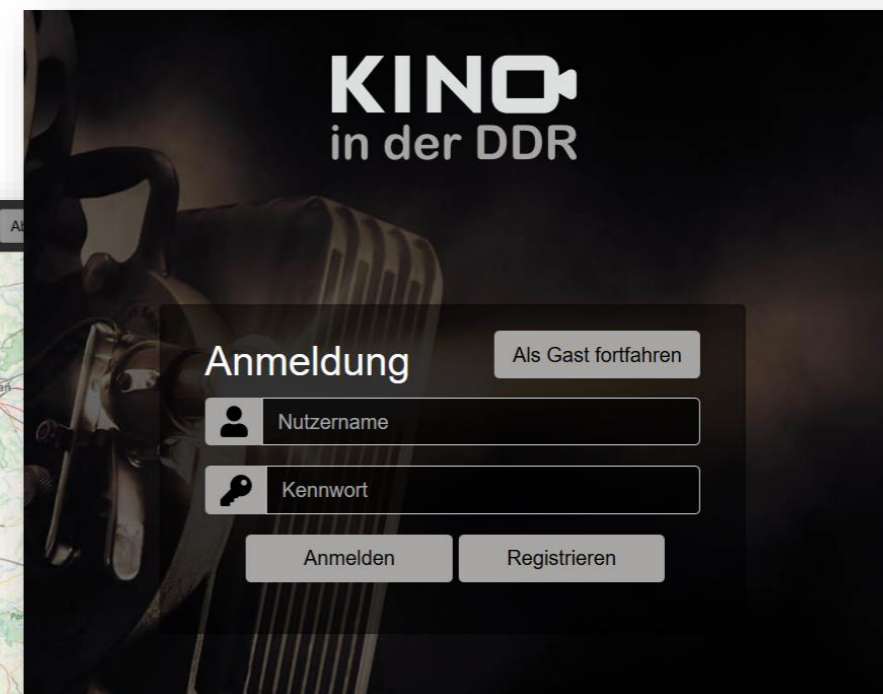 KINO
in der DDR
Anmeldung
Als Gast fortfahren
Nutzername
Kennwort
Anmelden
Registrieren